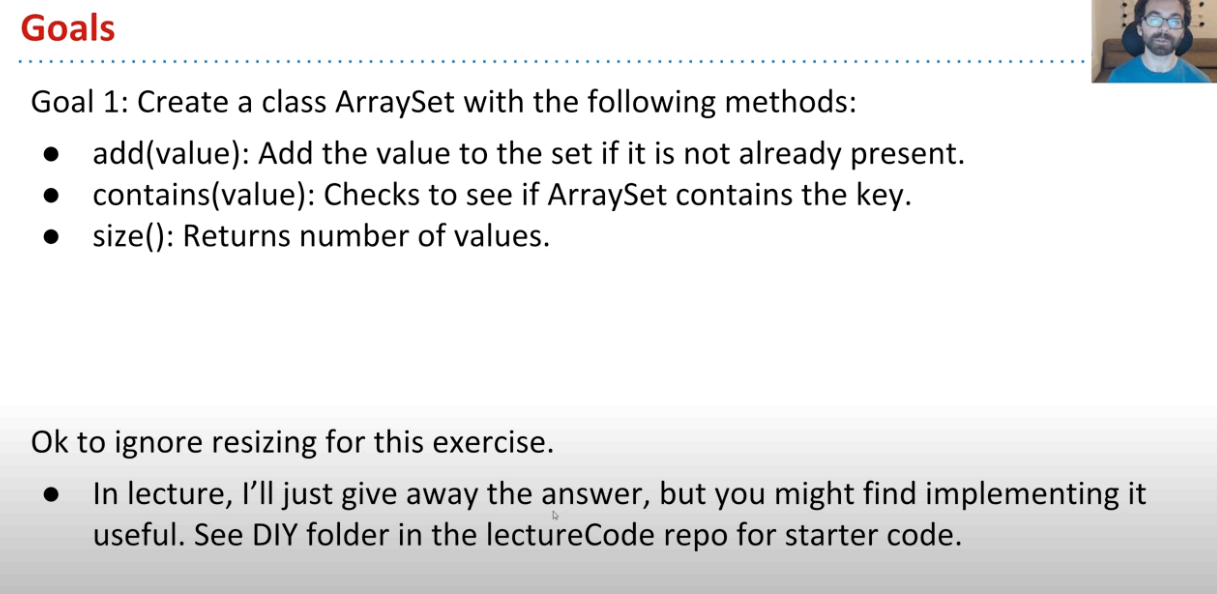 Goals
Goal 1: Create a class ArraySet with the following methods:
● add(value): Add the value to the set if it is not already present.
● contains(value): Checks to see if ArraySet contains the key.
● size(): Returns number of values.
Ok to ignore resizing for this exercise.
● In lecture, I’ll just give away the answer, but you might find implementing it
useful. See DIY folder in the lectureCode repo for starter code.